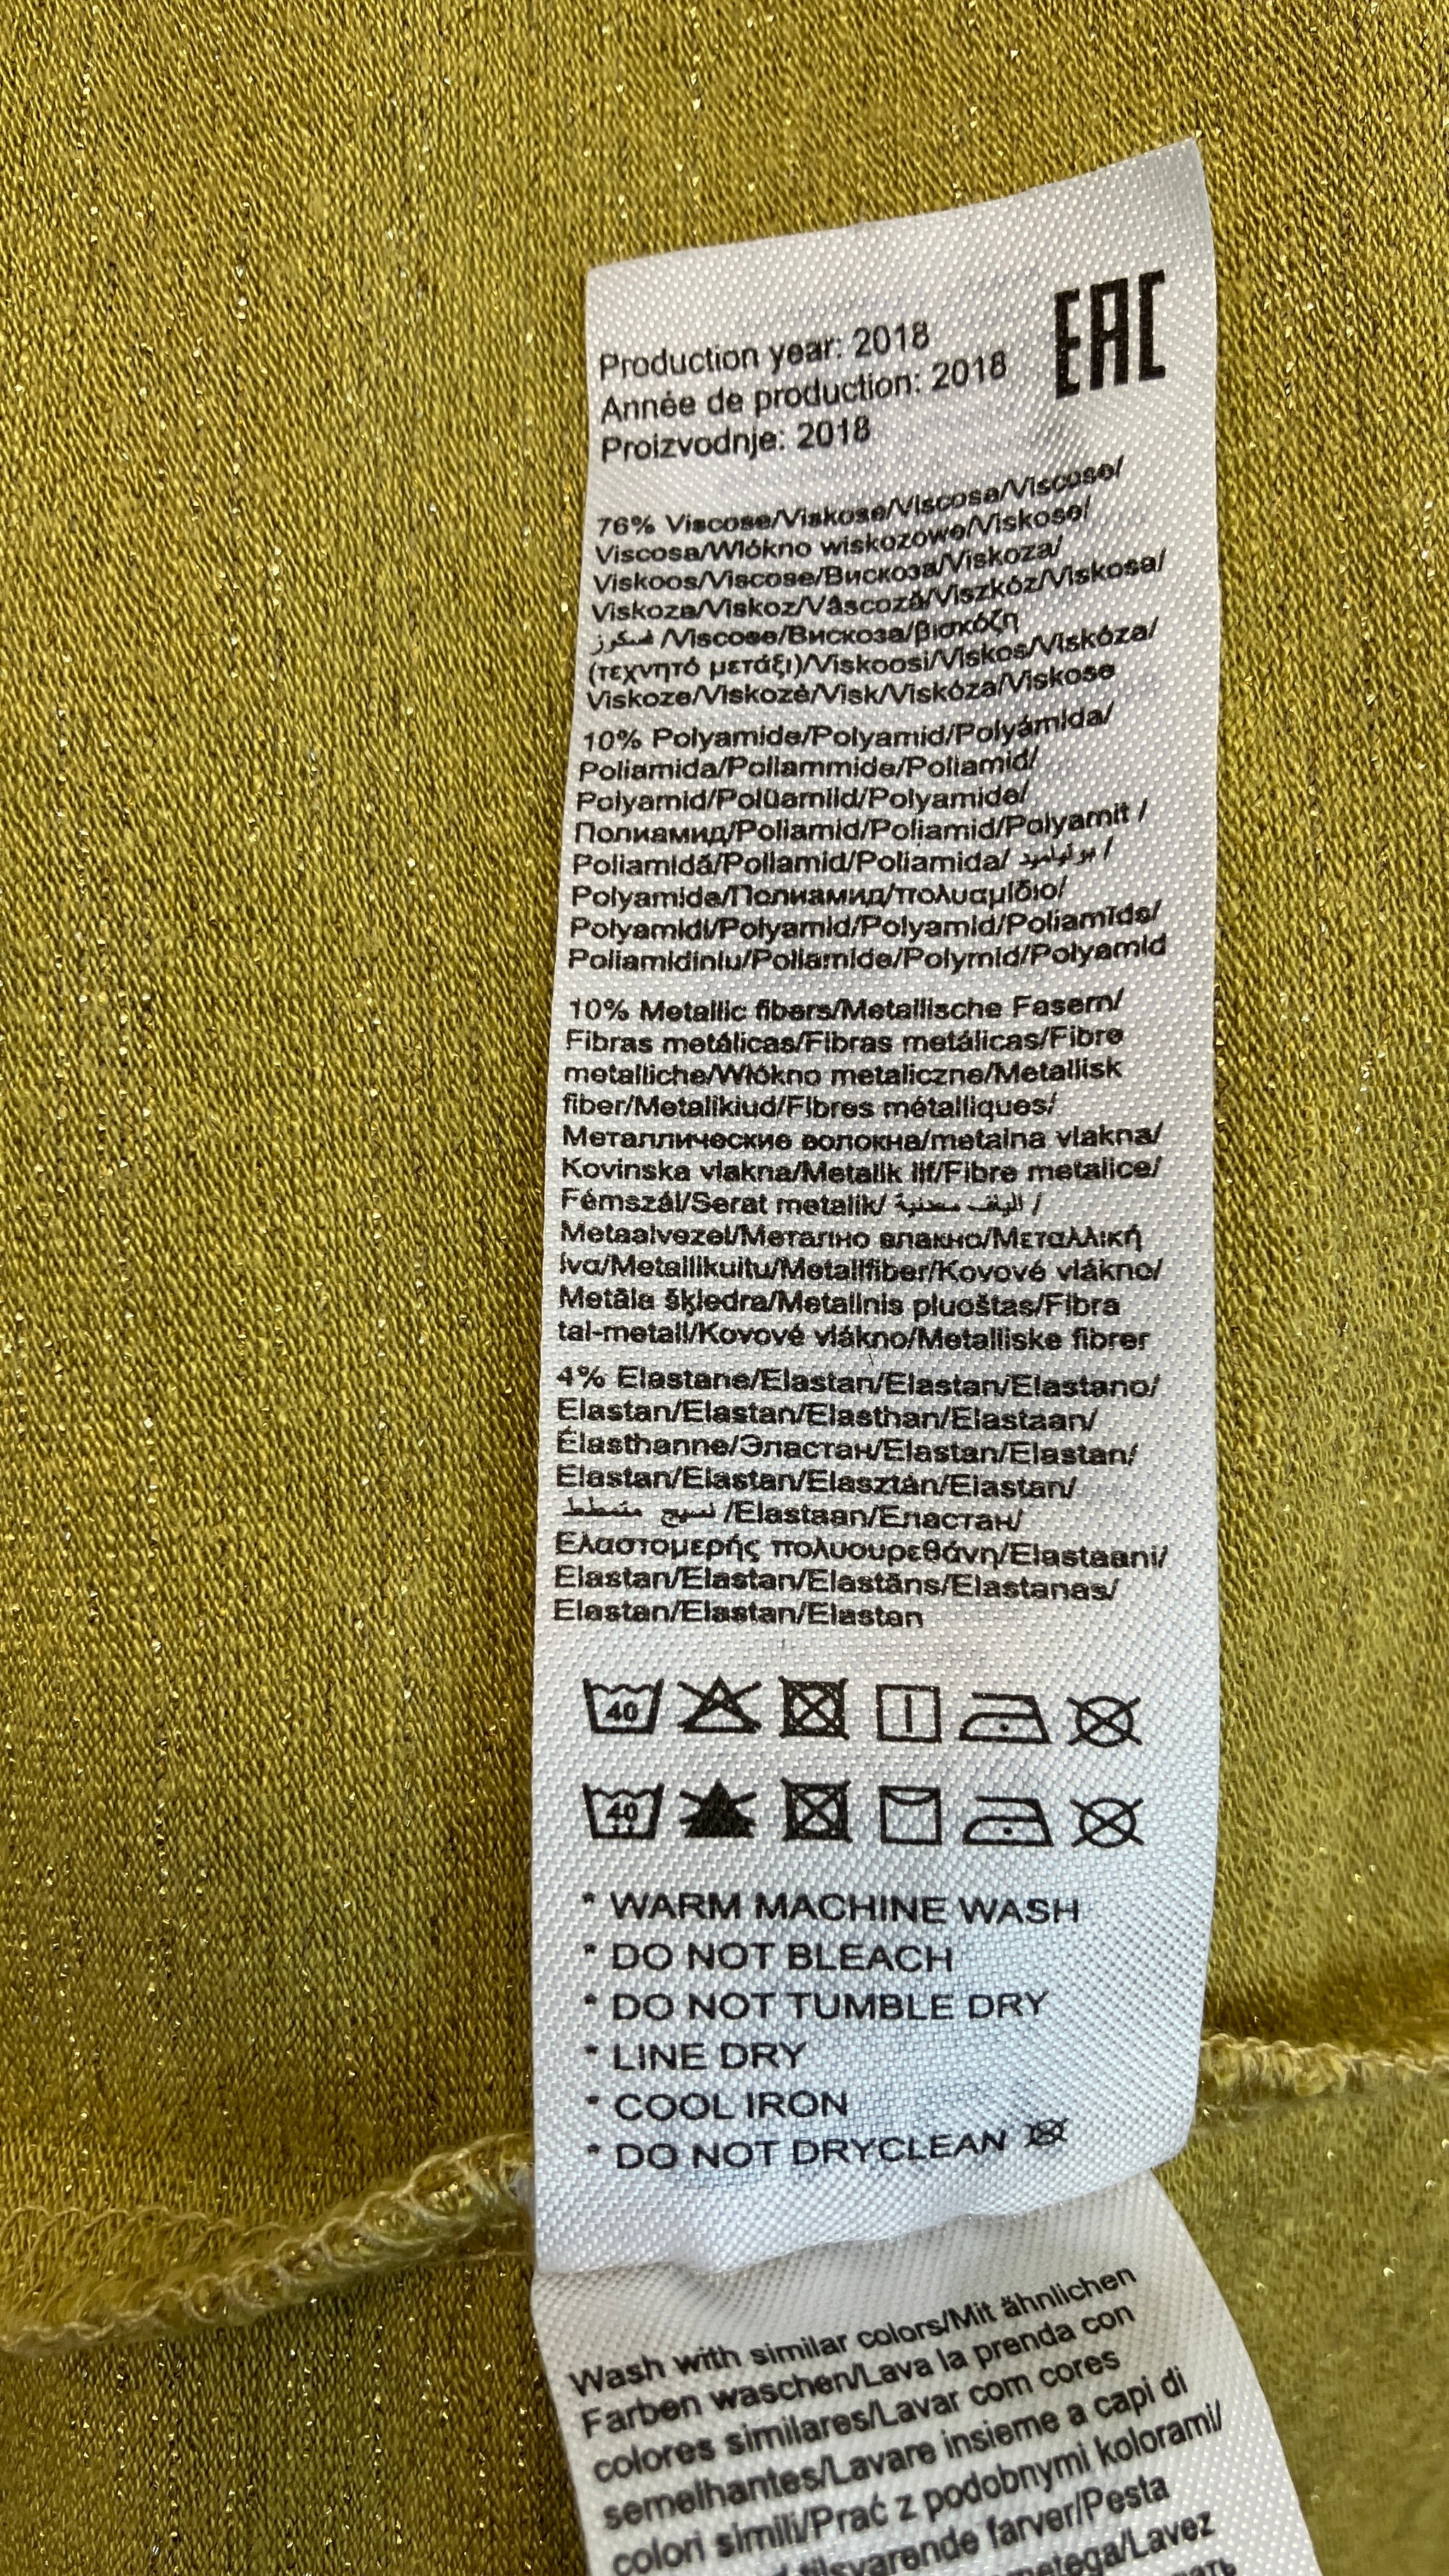 Production year: 2018
EAC
Année de production: 2018
Proizvodnje: 2018
76% Viscose/Viskose/Viscosa/Viscose/
Viscosa/Włókno wiskozowe/Viskose/
Viskoos/Viscose/Вискоза/Viskoza/
Viskoza/Viskoz/Vâscoză/Viszkóz/Viskosa/
فسكوز /Viscose/Вискоза/βισκόζη
(τεχνητό μετάξι)/Viskoosi/Viskos/Viskóza/
Viskoze/Viskozė/Visk/Viskóza/Viskose
10% Polyamide/Polyamid/Polyámida/
Poliamida/Poliammide/Poliamid/
Polyamid/Polüamiid/Polyamide/
Полиамид/Poliamid/Poliamid/Polyamit /
Poliamidă/Poliamid/Poliamida/ بوليامید /
Polyamide/Полиамид/πολυαμίδιο/
Polyamidi/Polyamid/Polyamid/Poliamīds/
Poliamidiniu/Poliamide/Polymid/Polyamid
10% Metallic fibers/Metallische Fasern/
Fibras metálicas/Fibras metálicas/Fibre
metalliche/Włókno metaliczne/Metallisk
fiber/Metalikiud/Fibres métalliques/
Металлические волокна/metalna vlakna/
Kovinska vlakna/Metalik lif/Fibre metalice/
Fémszál/Serat metalik/ الياف معدنية /
Metaalvezel/Метално влакно/Μεταλλική
ίνα/Metallikuitu/Metallfiber/Kovové vlákno/
Metāla šķiedra/Metalinis pluoštas/Fibra
tal-metall/Kovové vlákno/Metalliske fibrer
4% Elastane/Elastan/Elastan/Elastano/
Elastan/Elastan/Elasthan/Elastaan/
Élasthanne/Эластан/Elastan/Elastan/
Elastan/Elastan/Elasztán/Elastan/
نسيج متمطط /Elastaan/Еластан/
Ελαστομερής πολυουρεθάνη/Elastaani/
Elastan/Elastan/Elastāns/Elastanas/
Elastan/Elastan/Elastan
40
40
* WARM MACHINE WASH
* DO NOT BLEACH
* DO NOT TUMBLE DRY
* LINE DRY
* COOL IRON
* DO NOT DRYCLEAN
Wash with similar colors/Mit ähnlichen
Farben waschen/Lava la prenda con
colores similares/Lavar com cores
semelhantes/Lavare insieme a capi di
colori simili/Prać z podobnymi kolorami/
tilsvarende farver/Pesta
/Lavez